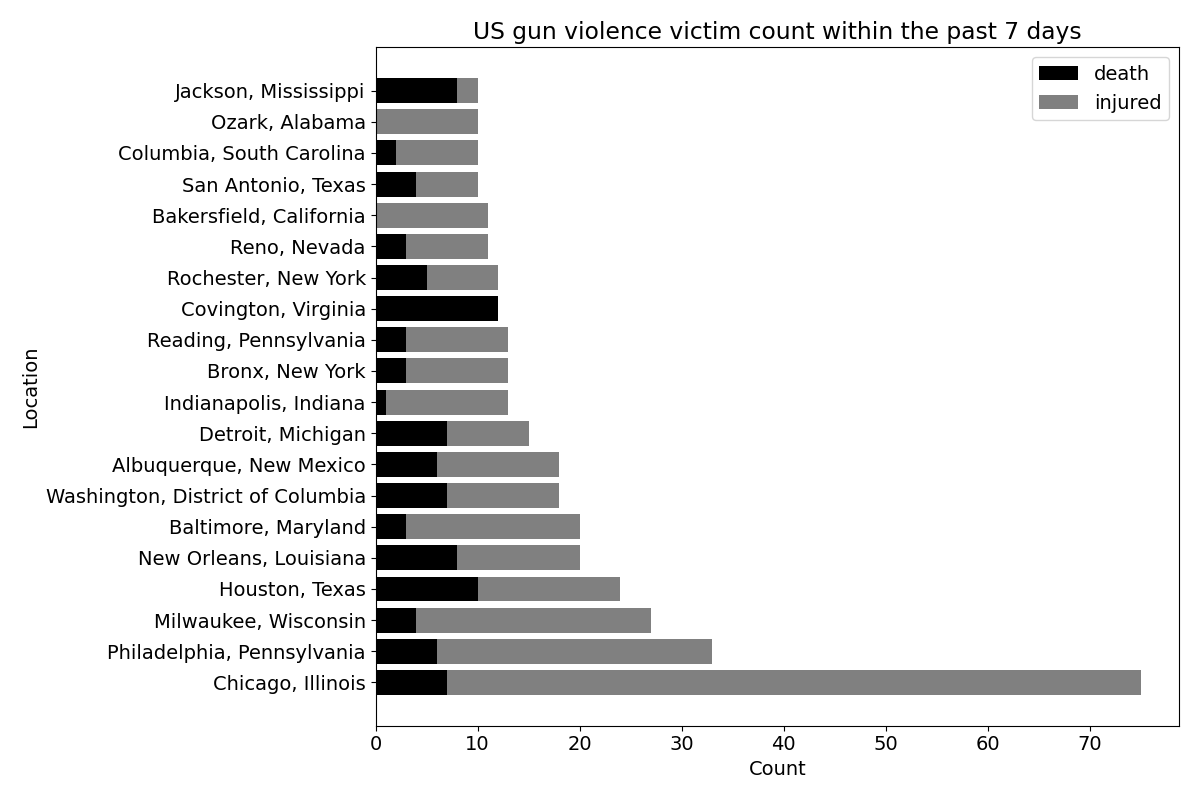 US gun violence victim count within the past 7 days
death
injured
Location
Jackson, Mississippi
Ozark, Alabama
Columbia, South Carolina
San Antonio, Texas
Bakersfield, California
Reno, Nevada
Rochester, New York
Covington, Virginia
Reading, Pennsylvania
Bronx, New York
Indianapolis, Indiana
Detroit, Michigan
Albuquerque, New Mexico
Washington, District of Columbia
Baltimore, Maryland
New Orleans, Louisiana
Houston, Texas
Milwaukee, Wisconsin
Philadelphia, Pennsylvania
Chicago, Illinois
0 10 20 30 40 50 60 70
Count